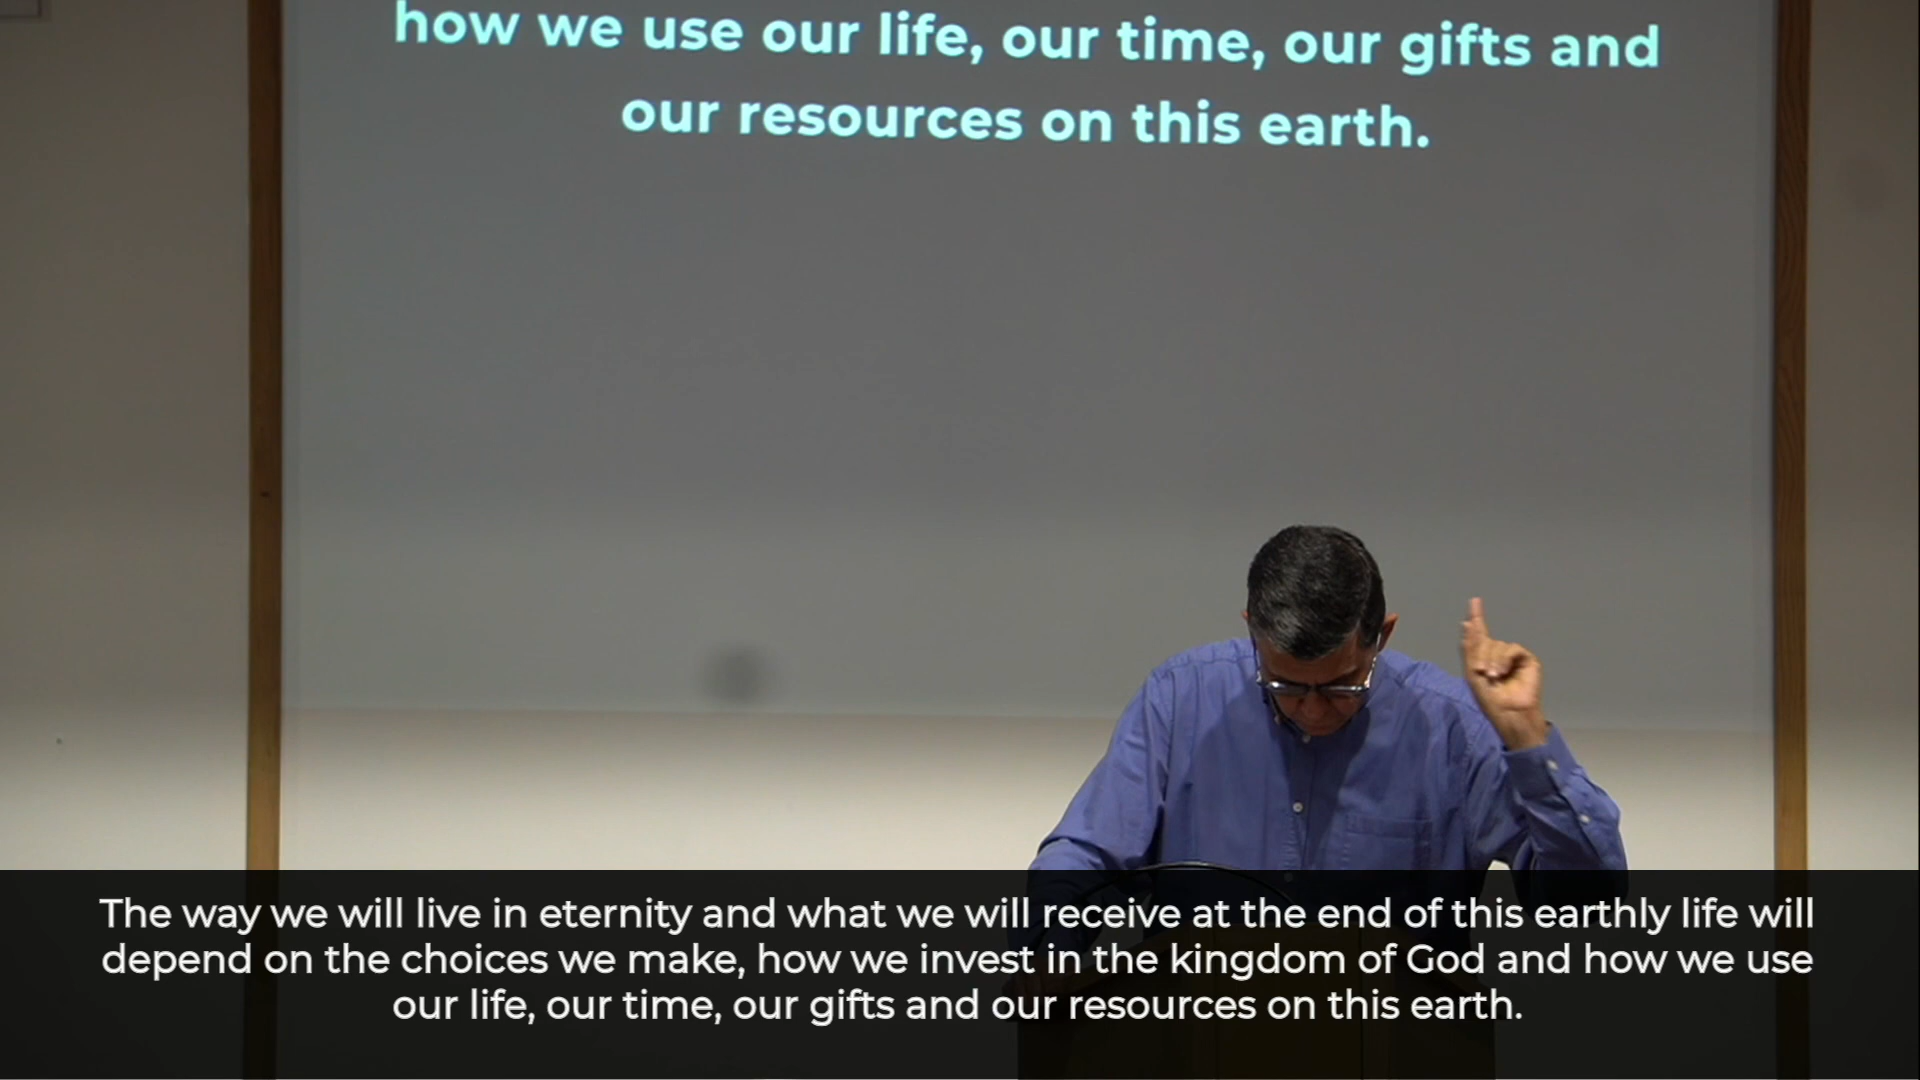 how we use our life, our time, our gifts and
our resources on this earth.
The way we will live in eternity and what we will receive at the end of this earthly life will
depend on the choices we make, how we invest in the kingdom of God and how we use
our life, our time, our gifts and our resources on this earth.